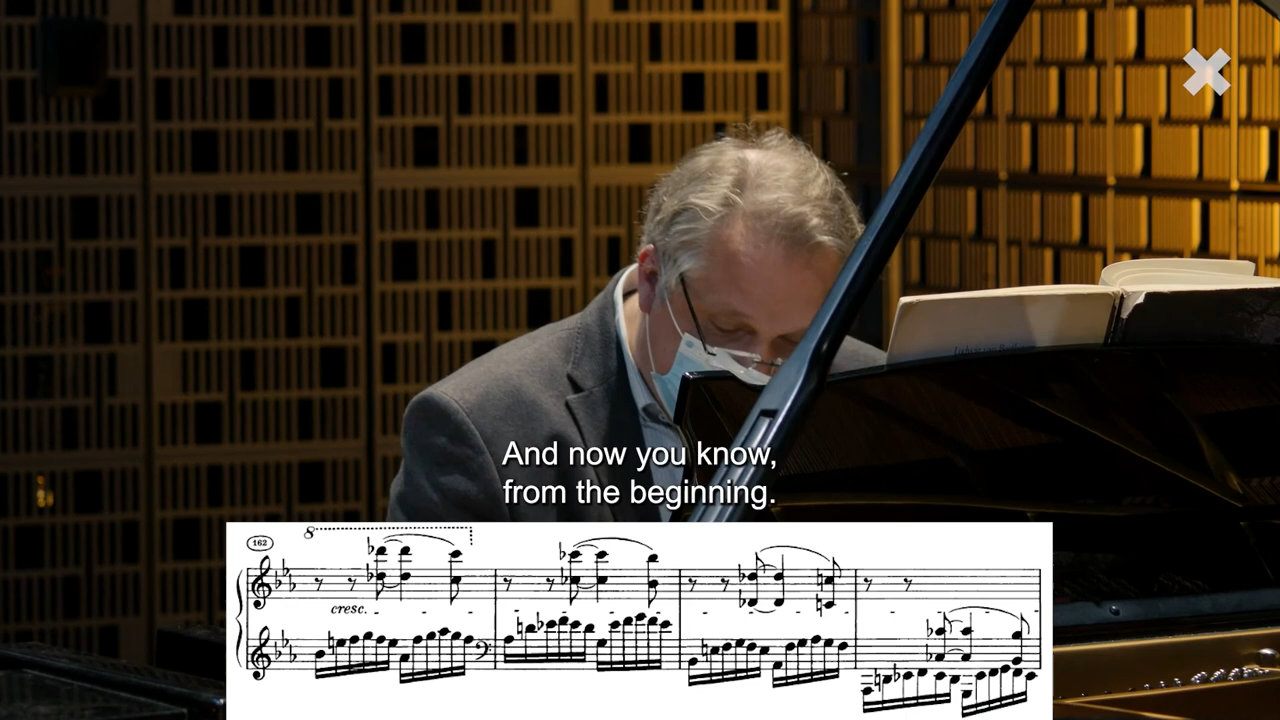 And now you know,
from the beginning.
8
162
cresc.